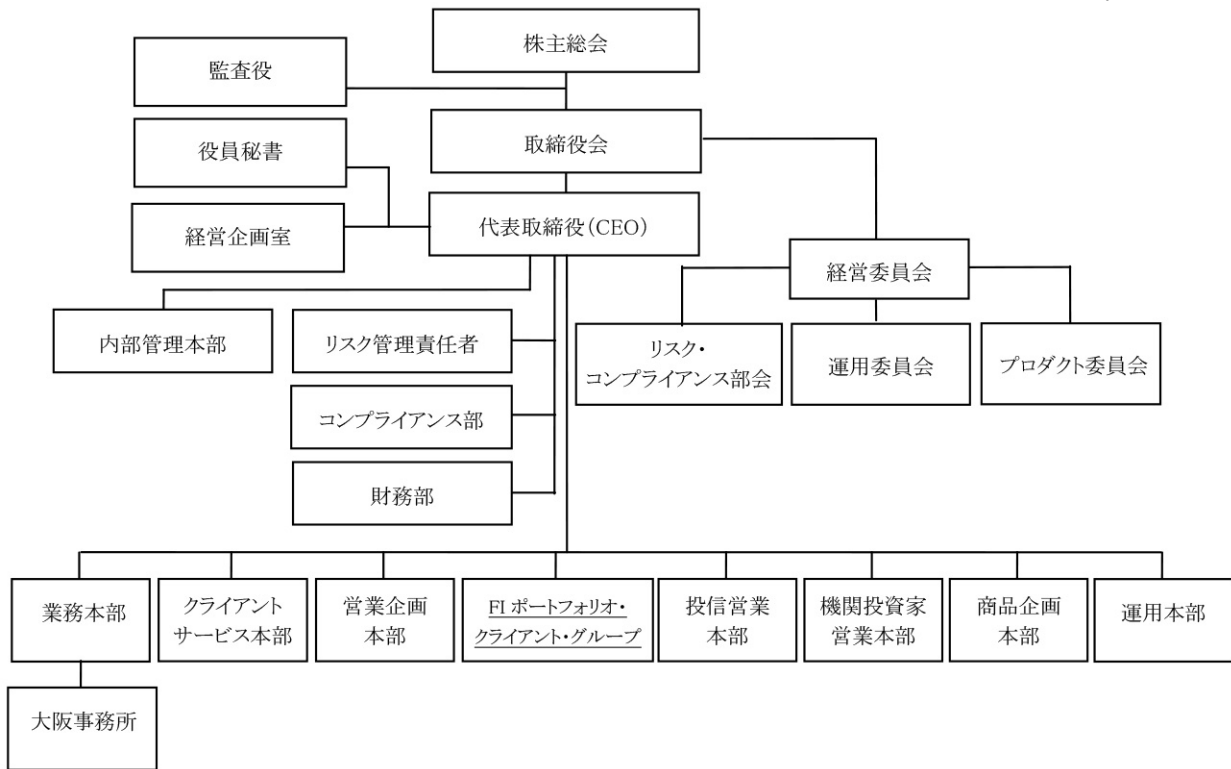 株主総会
監査役
取締役会
役員秘書
代表取締役(CEO)
経営企画室
経営委員会
内部管理本部
リスク管理責任者
リスク・
コンプライアンス部会
運用委員会
プロダクト委員会
コンプライアンス部
財務部
業務本部
クライアント
サービス本部
営業企画
本部
FI ポートフォリオ・
クライアント・グループ
投信営業
本部
機関投資家
営業本部
商品企画
本部
運用本部
大阪事務所